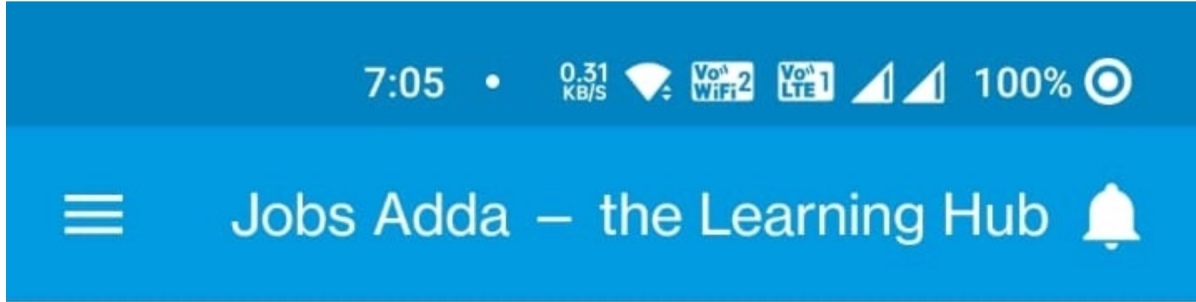 7:05 • 0.31 KB/S Vo WiFi 2 Vo LTE 1 100%
Jobs Adda – the Learning Hub